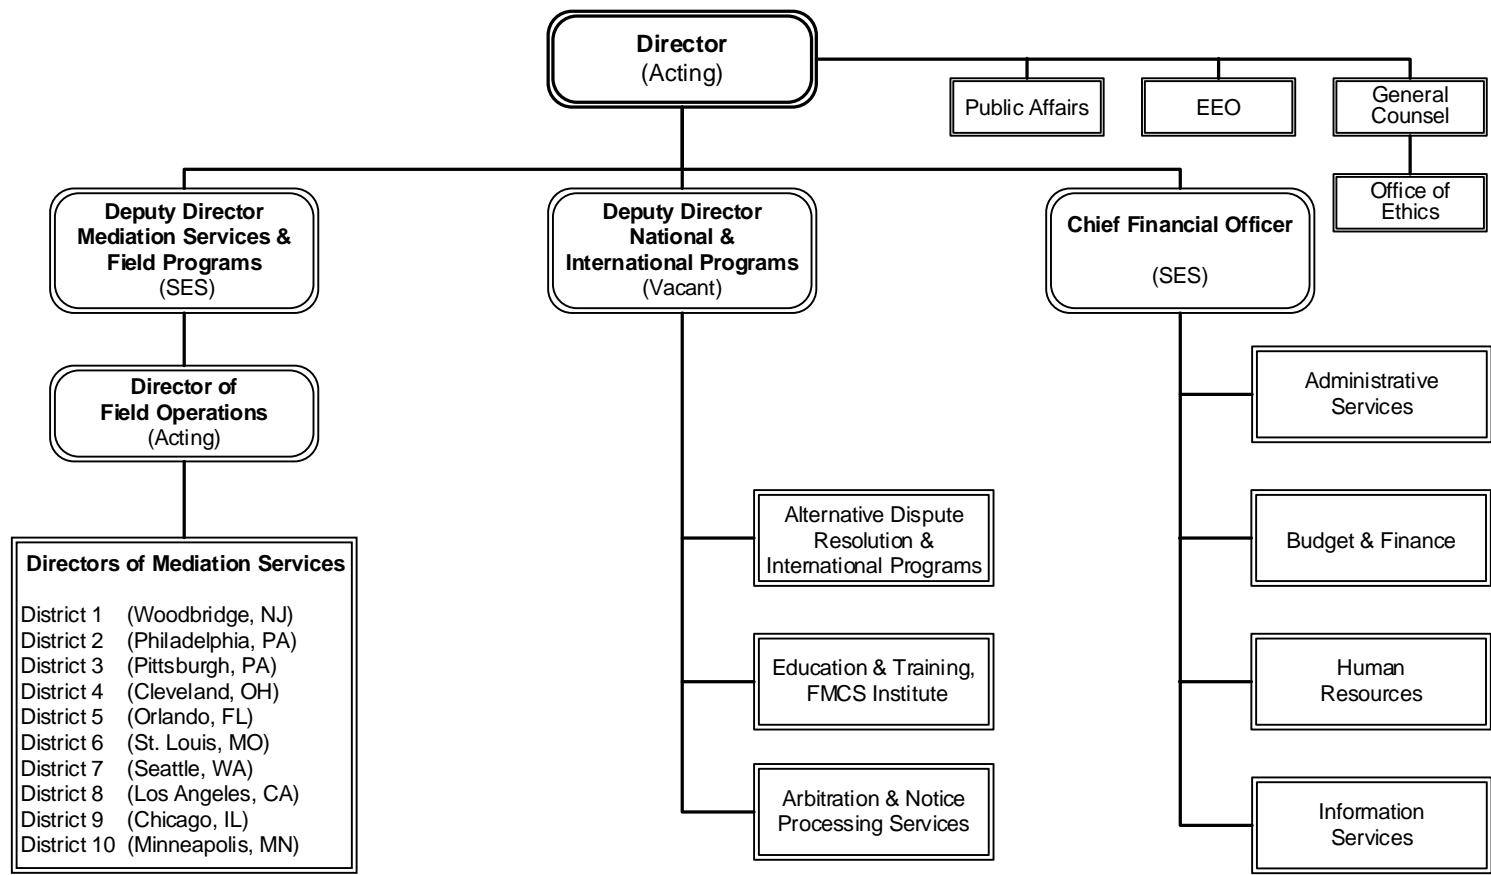 Director
(Acting)
Public Affairs
EEO
General
Counsel
Office of
Ethics
Deputy Director
Mediation Services &
Field Programs
(SES)
Deputy Director
National &
International Programs
(Vacant)
Chief Financial Officer
(SES)
Director of
Field Operations
(Acting)
Directors of Mediation Services
District 1 (Woodbridge, NJ)
District 2 (Philadelphia, PA)
District 3 (Pittsburgh, PA)
District 4 (Cleveland, OH)
District 5 (Orlando, FL)
District 6 (St. Louis, MO)
District 7 (Seattle, WA)
District 8 (Los Angeles, CA)
District 9 (Chicago, IL)
District 10 (Minneapolis, MN)
Alternative Dispute
Resolution &
International Programs
Education & Training,
FMCS Institute
Arbitration & Notice
Processing Services
Administrative
Services
Budget & Finance
Human
Resources
Information
Services